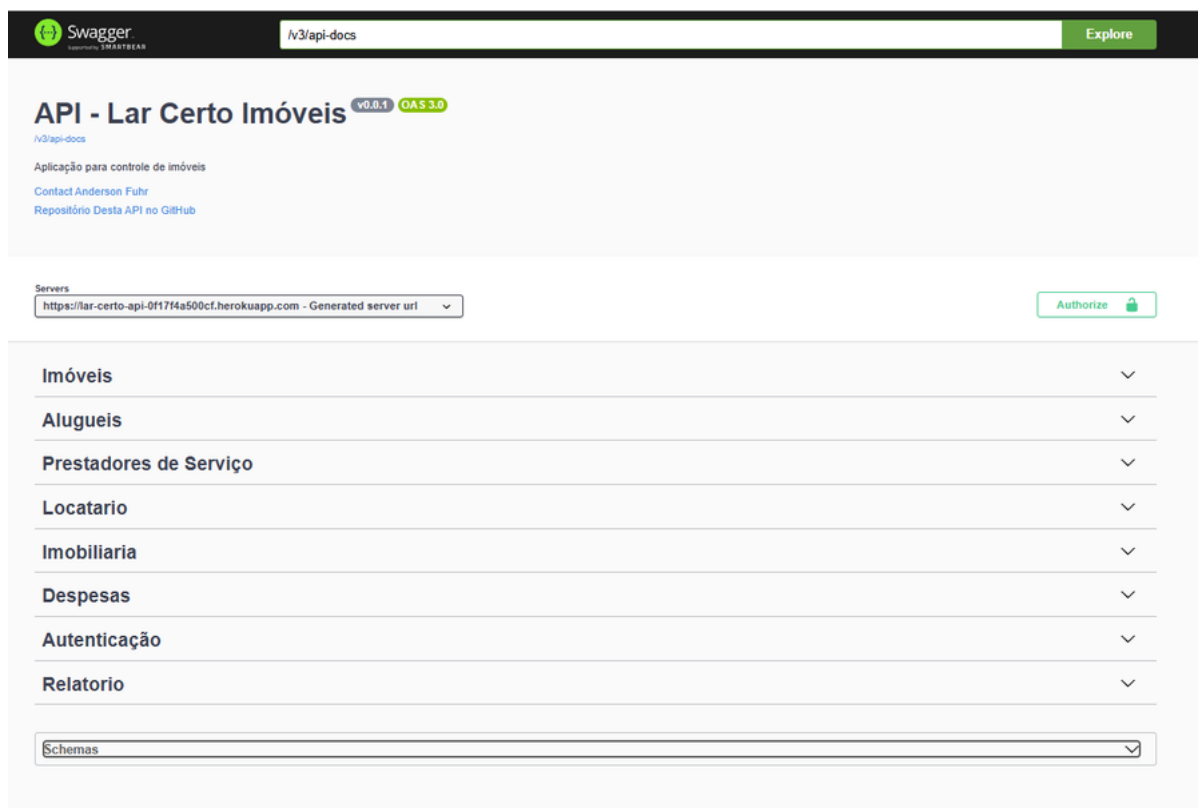 Swagger.
Supported by SMARTBEAR
/v3/api-docs
Explore
API - Lar Certo Imóveis v0.0.1 OAS 3.0
/v3/api-docs
Aplicação para controle de imóveis
Contact Anderson Fuhr
Repositório Desta API no GitHub
Servers
https://lar-certo-api-0f17f4a500cf.herokuapp.com - Generated server url
Authorize
Imóveis
Alugueis
Prestadores de Serviço
Locatario
Imobiliaria
Despesas
Autenticação
Relatorio
Schemas